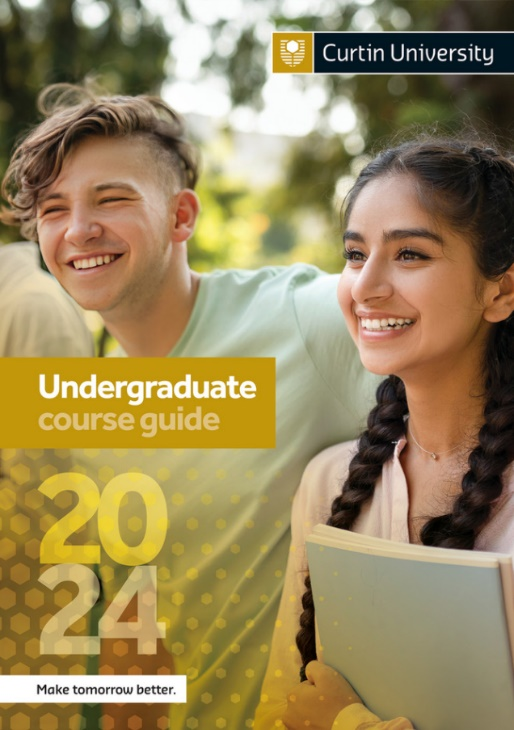 Curtin University
Undergraduate
course guide
20
24
Make tomorrow better.